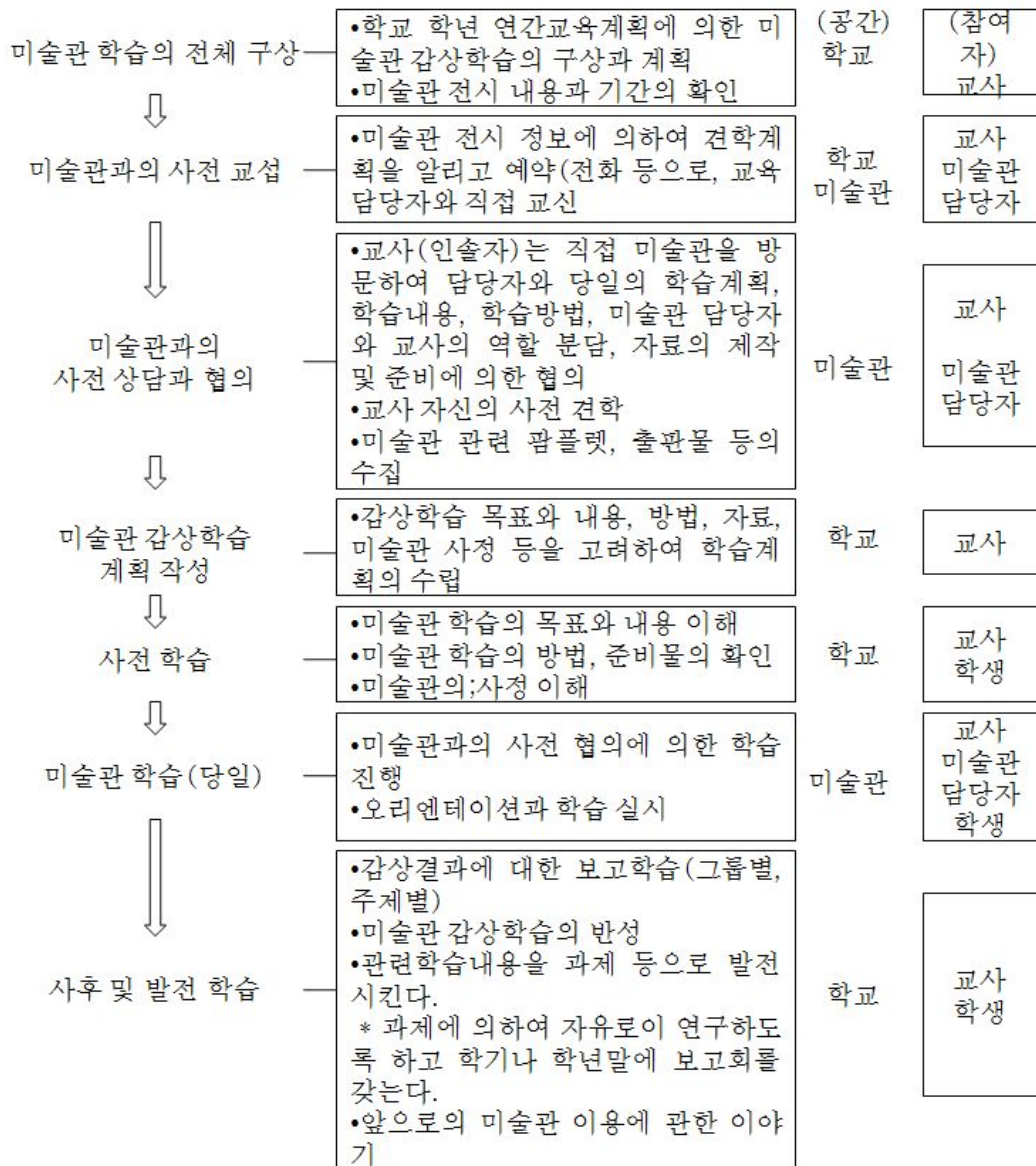 미술관 학습의 전체 구상
•학교 학년 연간교육계획에 의한 미
술관 감상학습의 구상과 계획
•미술관 전시 내용과 기간의 확인
(공간)
학교
(참여
자)
교사
미술관과의 사전 교섭
•미술관 전시 정보에 의하여 견학계
획을 알리고 예약(전화 등으로, 교육
담당자와 직접 교신
학교
미술관
교사
미술관
담당자
미술관과의
사전 상담과 협의
•교사(인솔자)는 직접 미술관을 방
문하여 담당자와 당일의 학습계획,
학습내용, 학습방법, 미술관 담당자
와 교사의 역할 분담, 자료의 제작
및 준비에 의한 협의
•교사 자신의 사전 견학
•미술관 관련 팜플렛, 출판물 등의
수집
미술관
교사
미술관
담당자
미술관 감상학습
계획 작성
•감상학습 목표와 내용, 방법, 자료,
미술관 사정 등을 고려하여 학습계
획의 수립
학교
교사
사전 학습
•미술관 학습의 목표와 내용 이해
•미술관 학습의 방법, 준비물의 확인
•미술관의;사정 이해
학교
교사
학생
미술관 학습(당일)
•미술관과의 사전 협의에 의한 학습
진행
•오리엔테이션과 학습 실시
미술관
교사
미술관
담당자
학생
사후 및 발전 학습
•감상결과에 대한 보고학습(그룹별,
주제별)
•미술관 감상학습의 반성
•관련학습내용을 과제 등으로 발전
시킨다.
* 과제에 의하여 자유로이 연구하도
록 하고 학기나 학년말에 보고회를
갖는다.
•앞으로의 미술관 이용에 관한 이야
기
학교
교사
학생